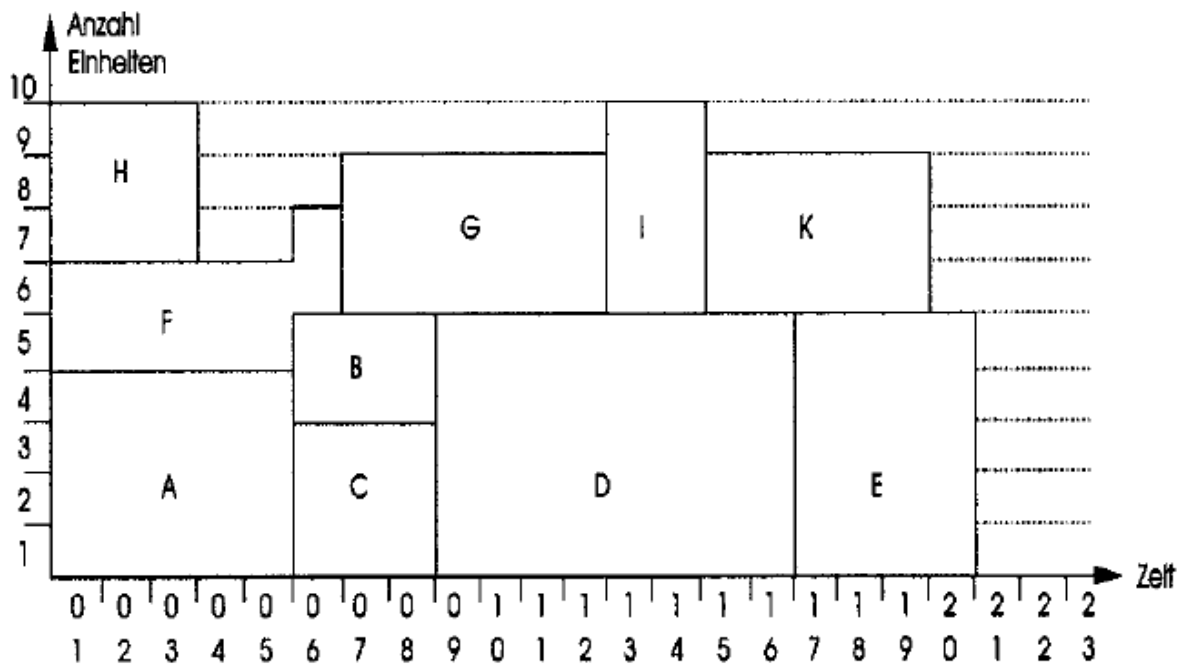 Anzahl
Einheiten
10
9
H
8
G I K
7
6
F
5
B
4
3
A C D E
2
1
Zeit
0 0 0 0 0 0 0 0 0 1 1 1 1 1 1 1 1 1 1 2 2 2 2
1 2 3 4 5 6 7 8 9 0 1 2 3 4 5 6 7 8 9 0 1 2 3